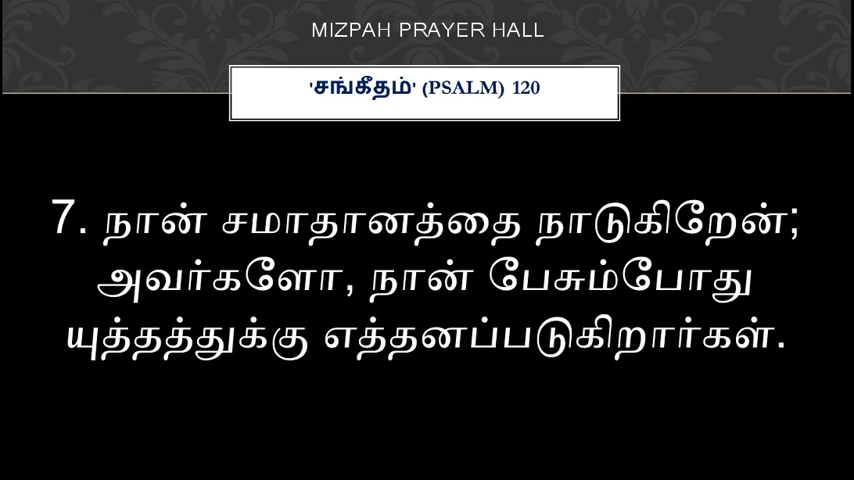 MIZPAH PRAYER HALL
'சங்கீதம்' (PSALM) 120
7. நான் சமாதானத்தை நாடுகிறேன்;
அவர்களோ, நான் பேசும்போது
யுத்தத்துக்கு எத்தனப்படுகிறார்கள்.